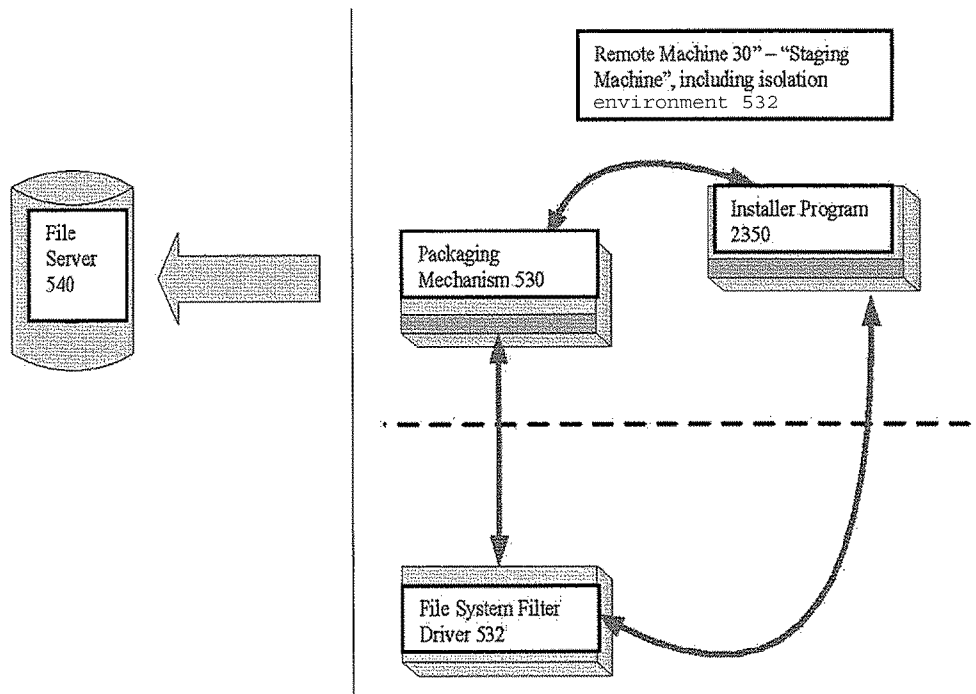 Remote Machine 30” – “Staging
Machine”, including isolation
environment 532
File
Server
540
Packaging
Mechanism 530
Installer Program
2350
File System Filter
Driver 532